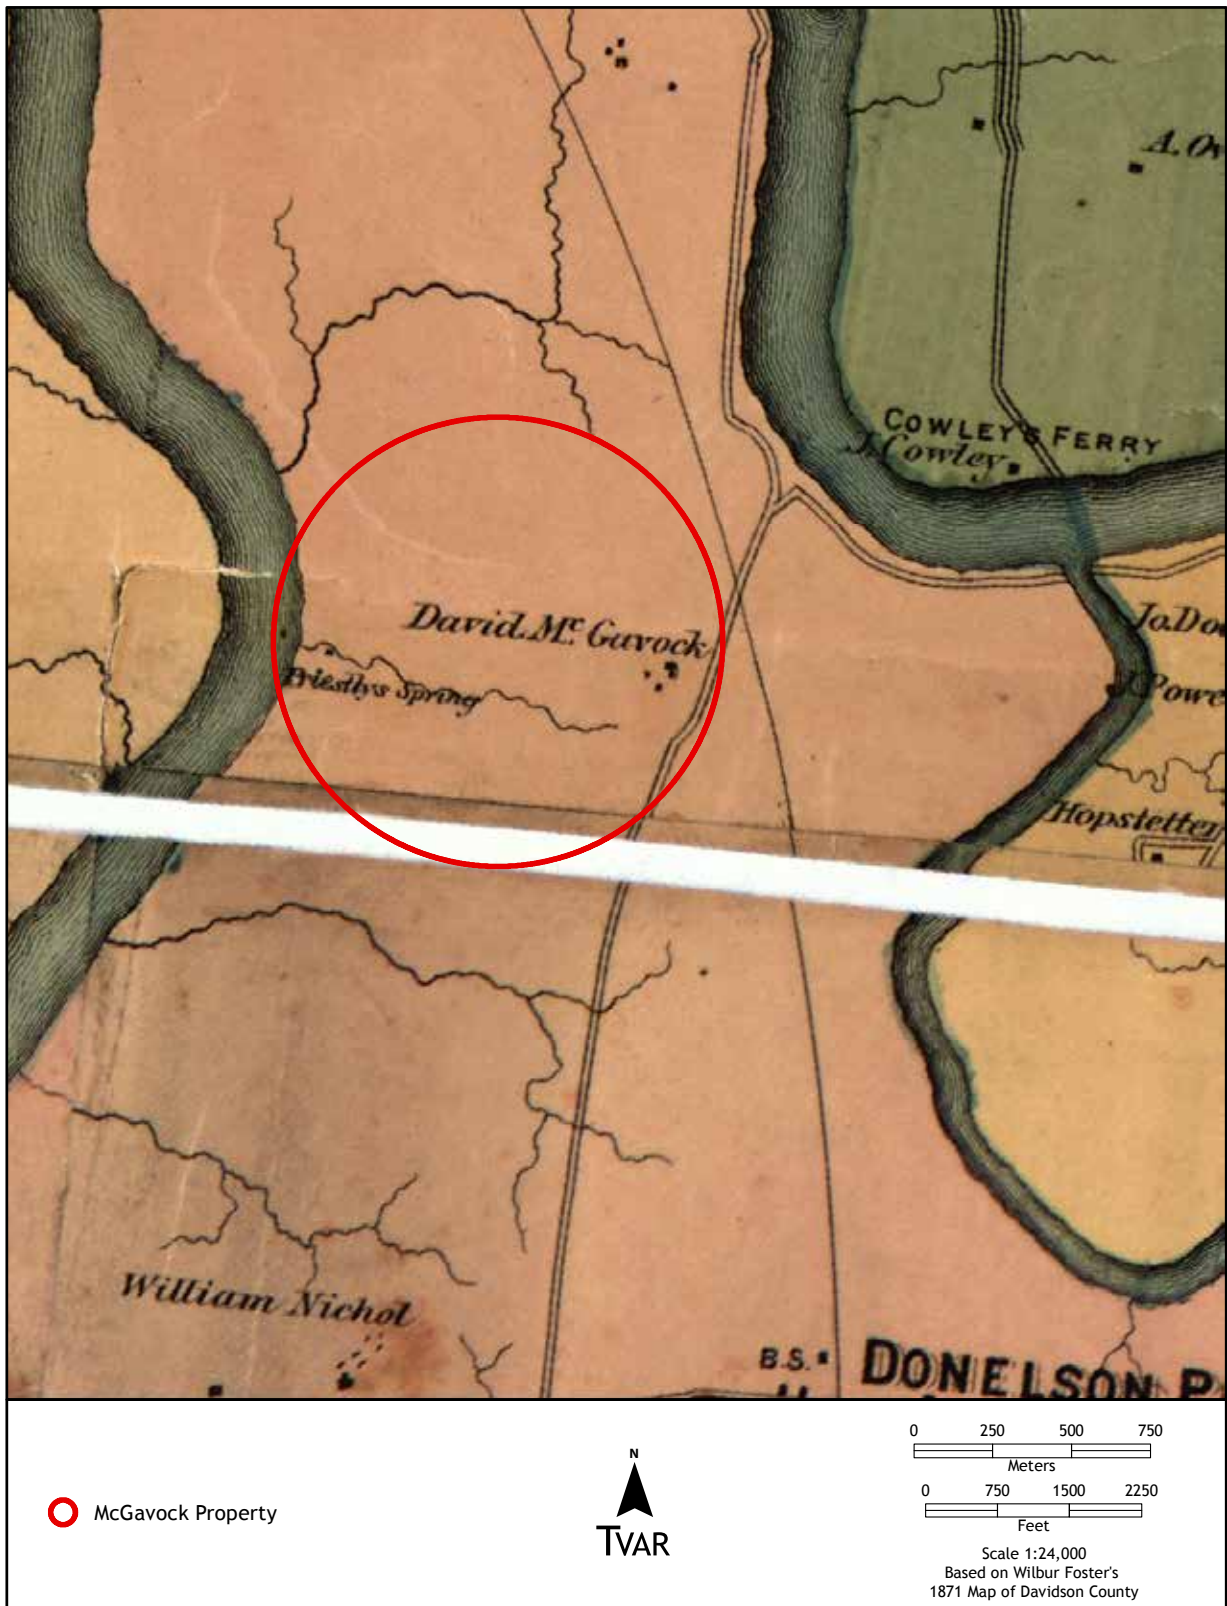 A. Ov
COWLEY'S FERRY
J. Cowley
David Mc. Gavock
Priestly's Spring
Jo. Do
J. Powe
Hopstetter
William Nichol
B.S.
DONELSON P
McGavock Property
N
TVAR
0 250 500 750
Meters
0 750 1500 2250
Feet
Scale 1:24,000
Based on Wilbur Foster's
1871 Map of Davidson County